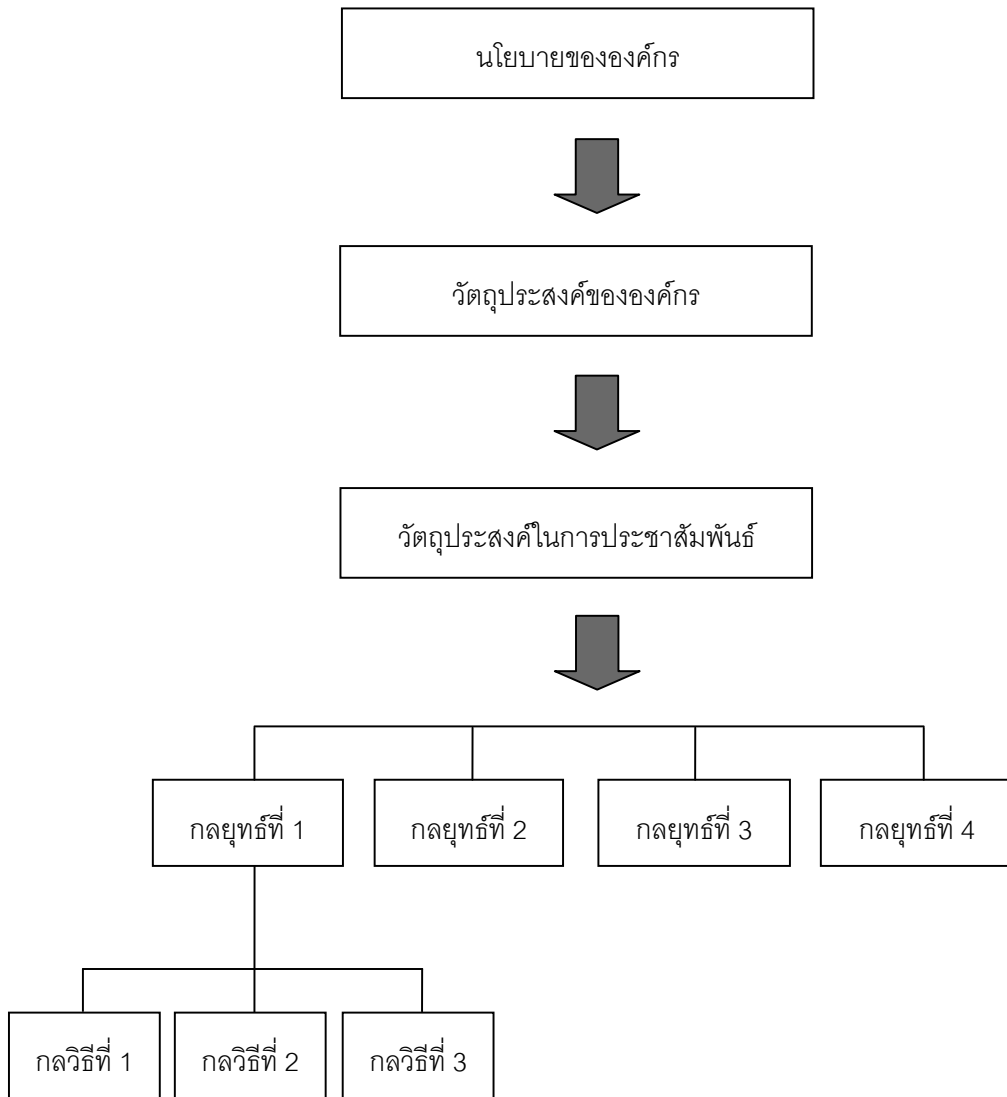 นโยบายขององค์กร
วัตถุประสงค์ขององค์กร
วัตถุประสงค์ในการประชาสัมพันธ์
กลยุทธ์ที่ 1
กลยุทธ์ที่ 2
กลยุทธ์ที่ 3
กลยุทธ์ที่ 4
กลวิธีที่ 1
กลวิธีที่ 2
กลวิธีที่ 3